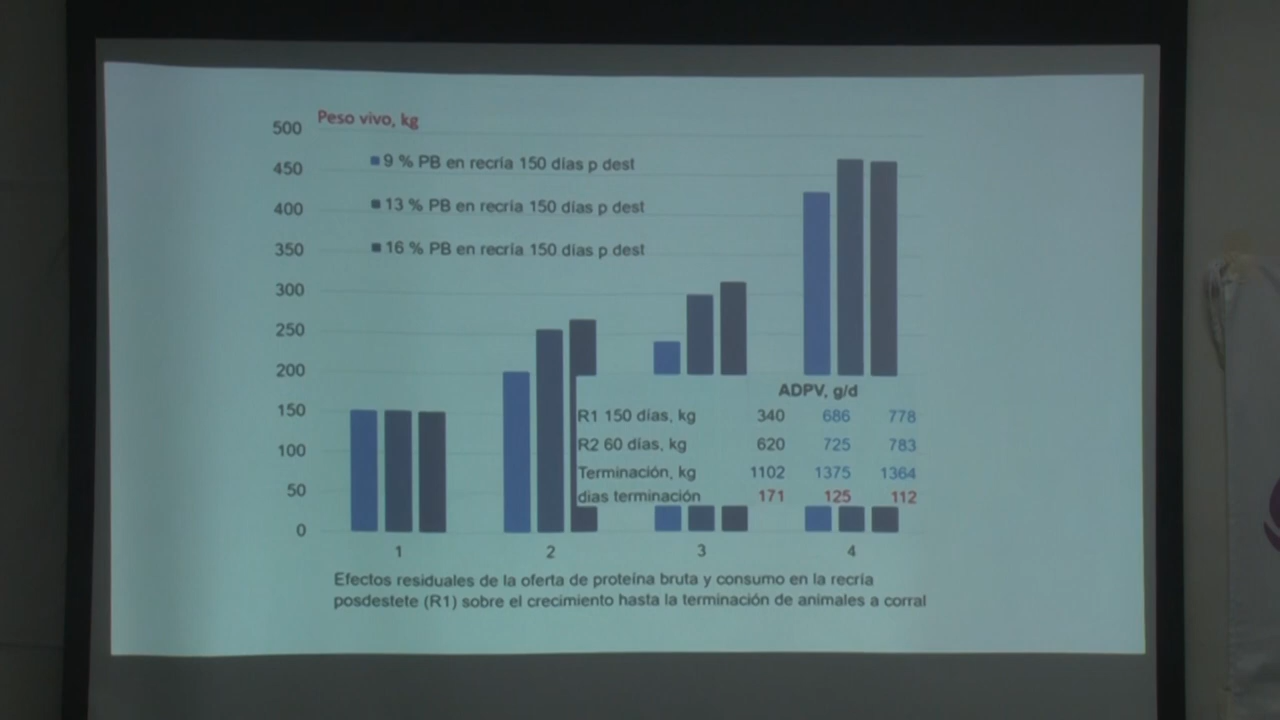 Peso vivo, kg
500
450
400
350
300
250
200
150
100
50
0
9 % PB en recría 150 días p dest
13 % PB en recría 150 días p dest
16 % PB en recría 150 días p dest
ADPV, g/d
R1 150 días, kg 340 686 778
R2 60 días, kg 620 725 783
Terminación, kg 1102 1375 1364
dias terminación 171 125 112
1 2 3 4
Efectos residuales de la oferta de proteína bruta y consumo en la recría
posdestete (R1) sobre el crecimiento hasta la terminación de animales a corral